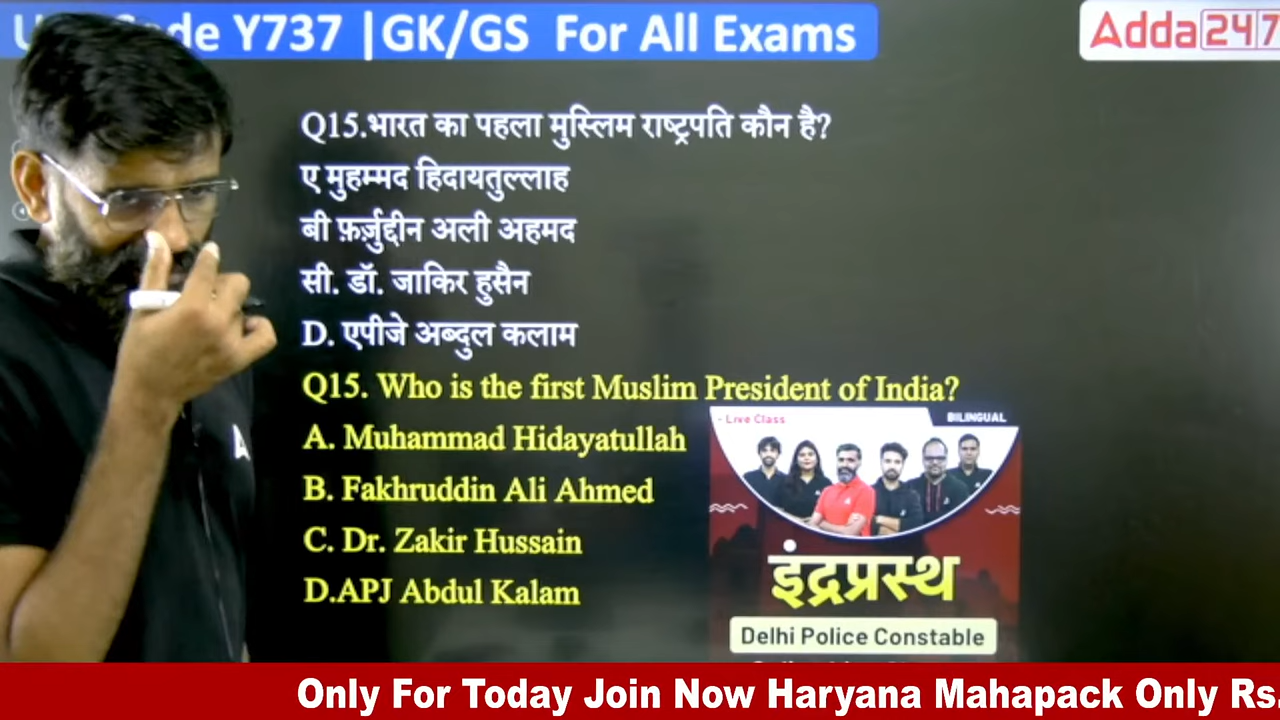 U Code Y737 |GK/GS For All Exams
Adda247
Q15.भारत का पहला मुस्लिम राष्ट्रपति कौन है?
ए मुहम्मद हिदायतुल्लाह
बी फ़र्ज़ुद्दीन अली अहमद
सी. डॉ. जाकिर हुसैन
D. एपीजे अब्दुल कलाम
Q15. Who is the first Muslim President of India?
A. Muhammad Hidayatullah
B. Fakhruddin Ali Ahmed
C. Dr. Zakir Hussain
D.APJ Abdul Kalam
- Live Class
BILINGUAL
इंद्रप्रस्थ
Delhi Police Constable
Only For Today Join Now Haryana Mahapack Only Rs.